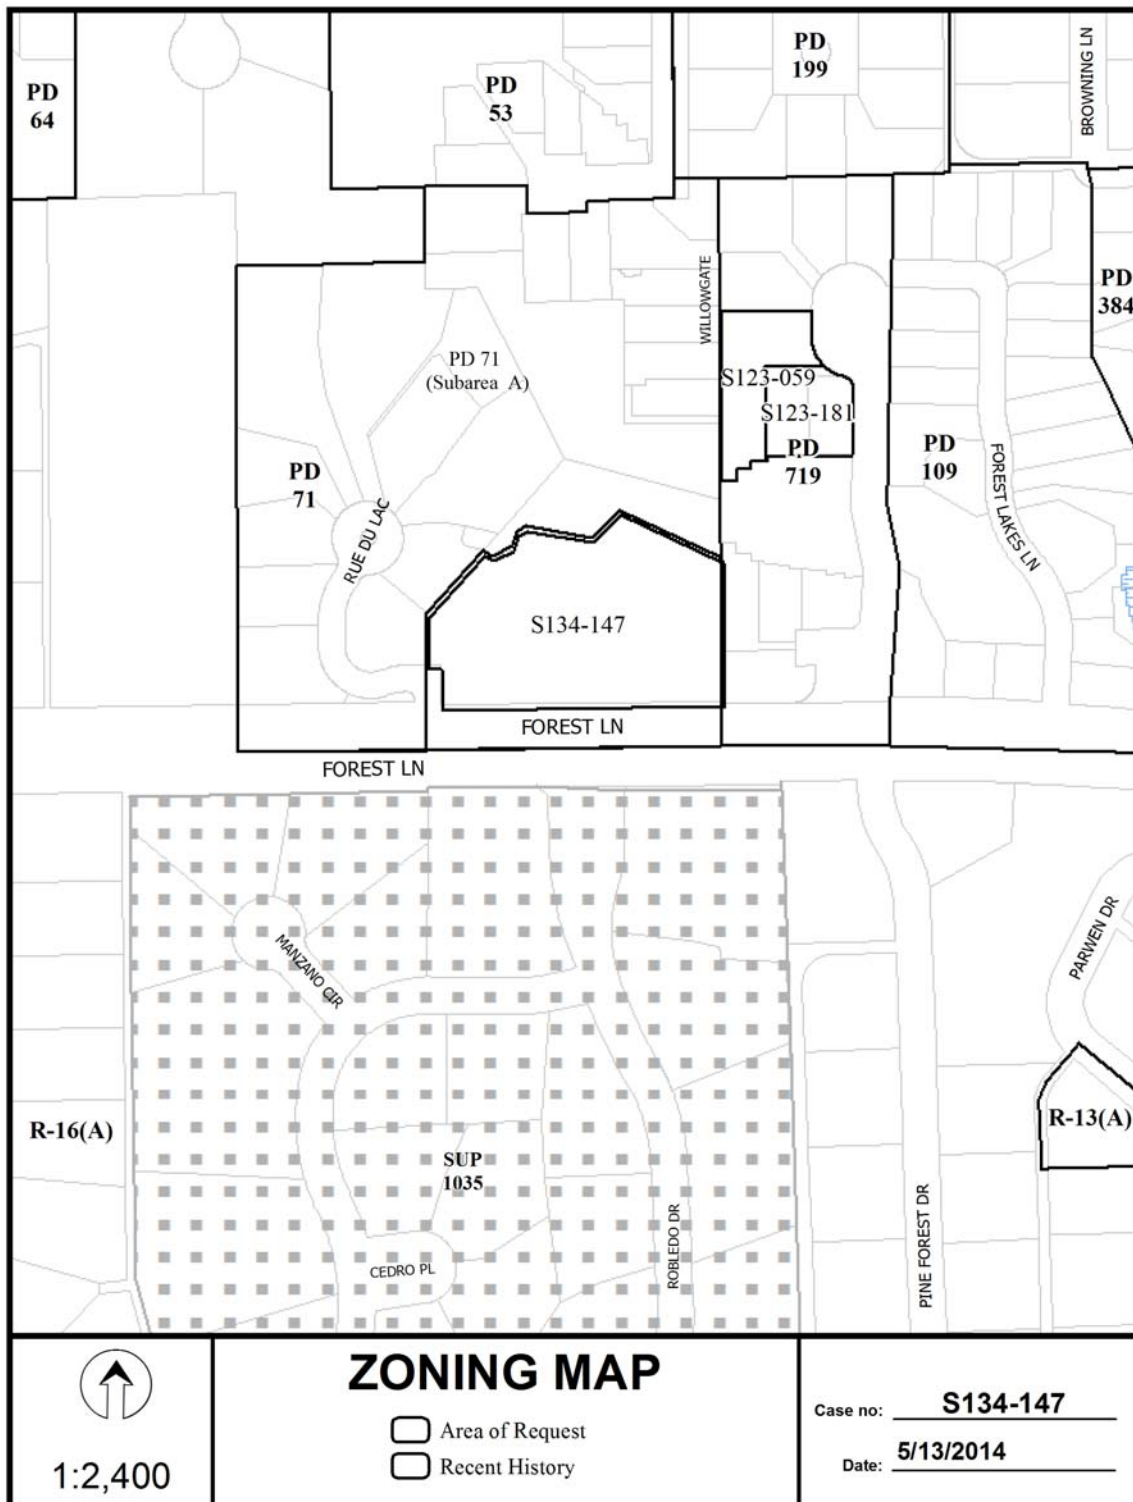 PD
64
PD
53
PD
199
BROWNING LN
WILLOWGATE
PD
384
PD 71
(Subarea A)
S123-059
S123-181
PD
719
PD
109
FOREST LAKES LN
PD
71
RUE DU LAC
S134-147
FOREST LN
FOREST LN
MANZANO CIR
PARWEN DR
R-16(A)
R-13(A)
SUP
1035
ROBLEDO DR
PINE FOREST DR
CEDRO PL
1:2,400
ZONING MAP
Area of Request
Recent History
Case no: S134-147
Date: 5/13/2014